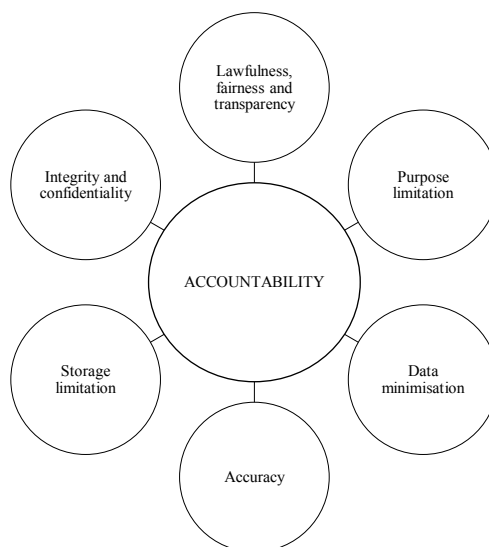 Lawfulness,
fairness and
transparency
Integrity and
confidentiality
Purpose
limitation
ACCOUNTABILITY
Storage
limitation
Data
minimisation
Accuracy